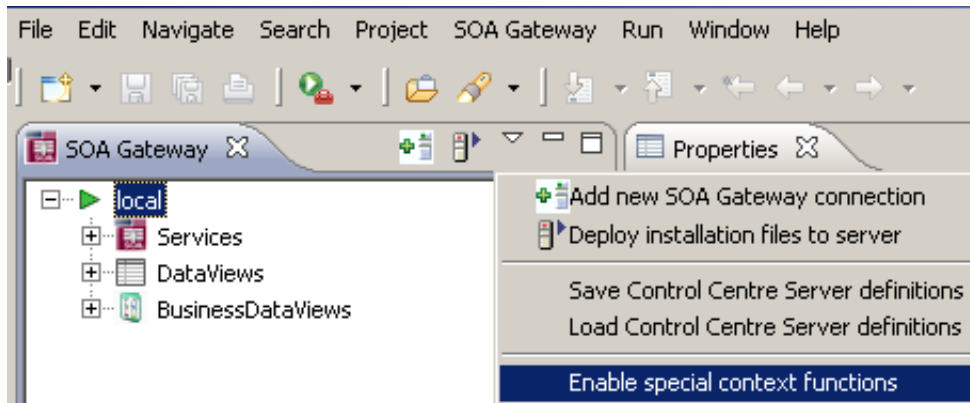 File Edit Navigate Search Project SOA Gateway Run Window Help
SOA Gateway
Properties
local
Services
DataViews
BusinessDataViews
Add new SOA Gateway connection
Deploy installation files to server
Save Control Centre Server definitions
Load Control Centre Server definitions
Enable special context functions